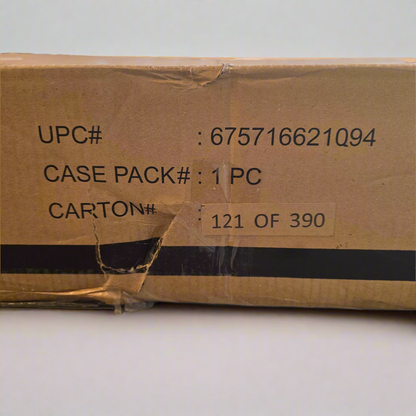 UPC# : 675716621094
CASE PACK# : 1 PC
CARTON# : 121 OF 390